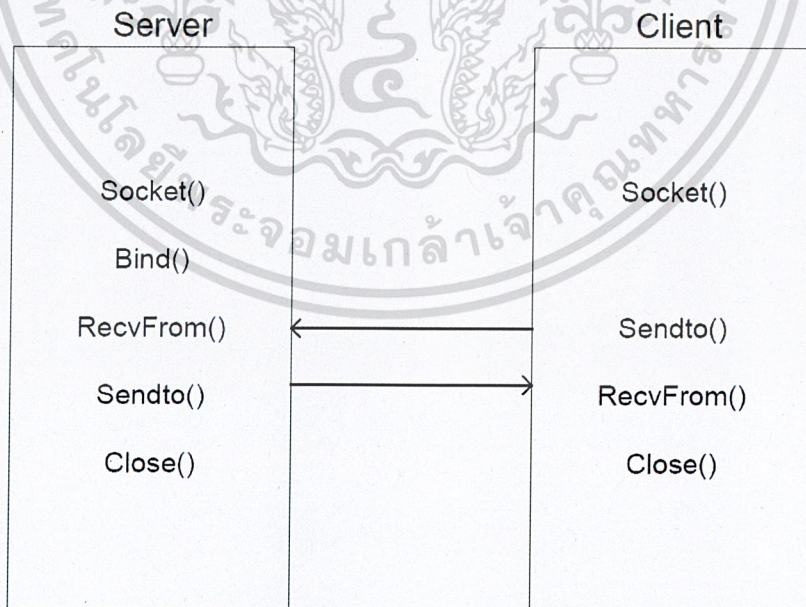 Server
Client
Socket()
Socket()
Bind()
RecvFrom()
Sendto()
Sendto()
RecvFrom()
Close()
Close()